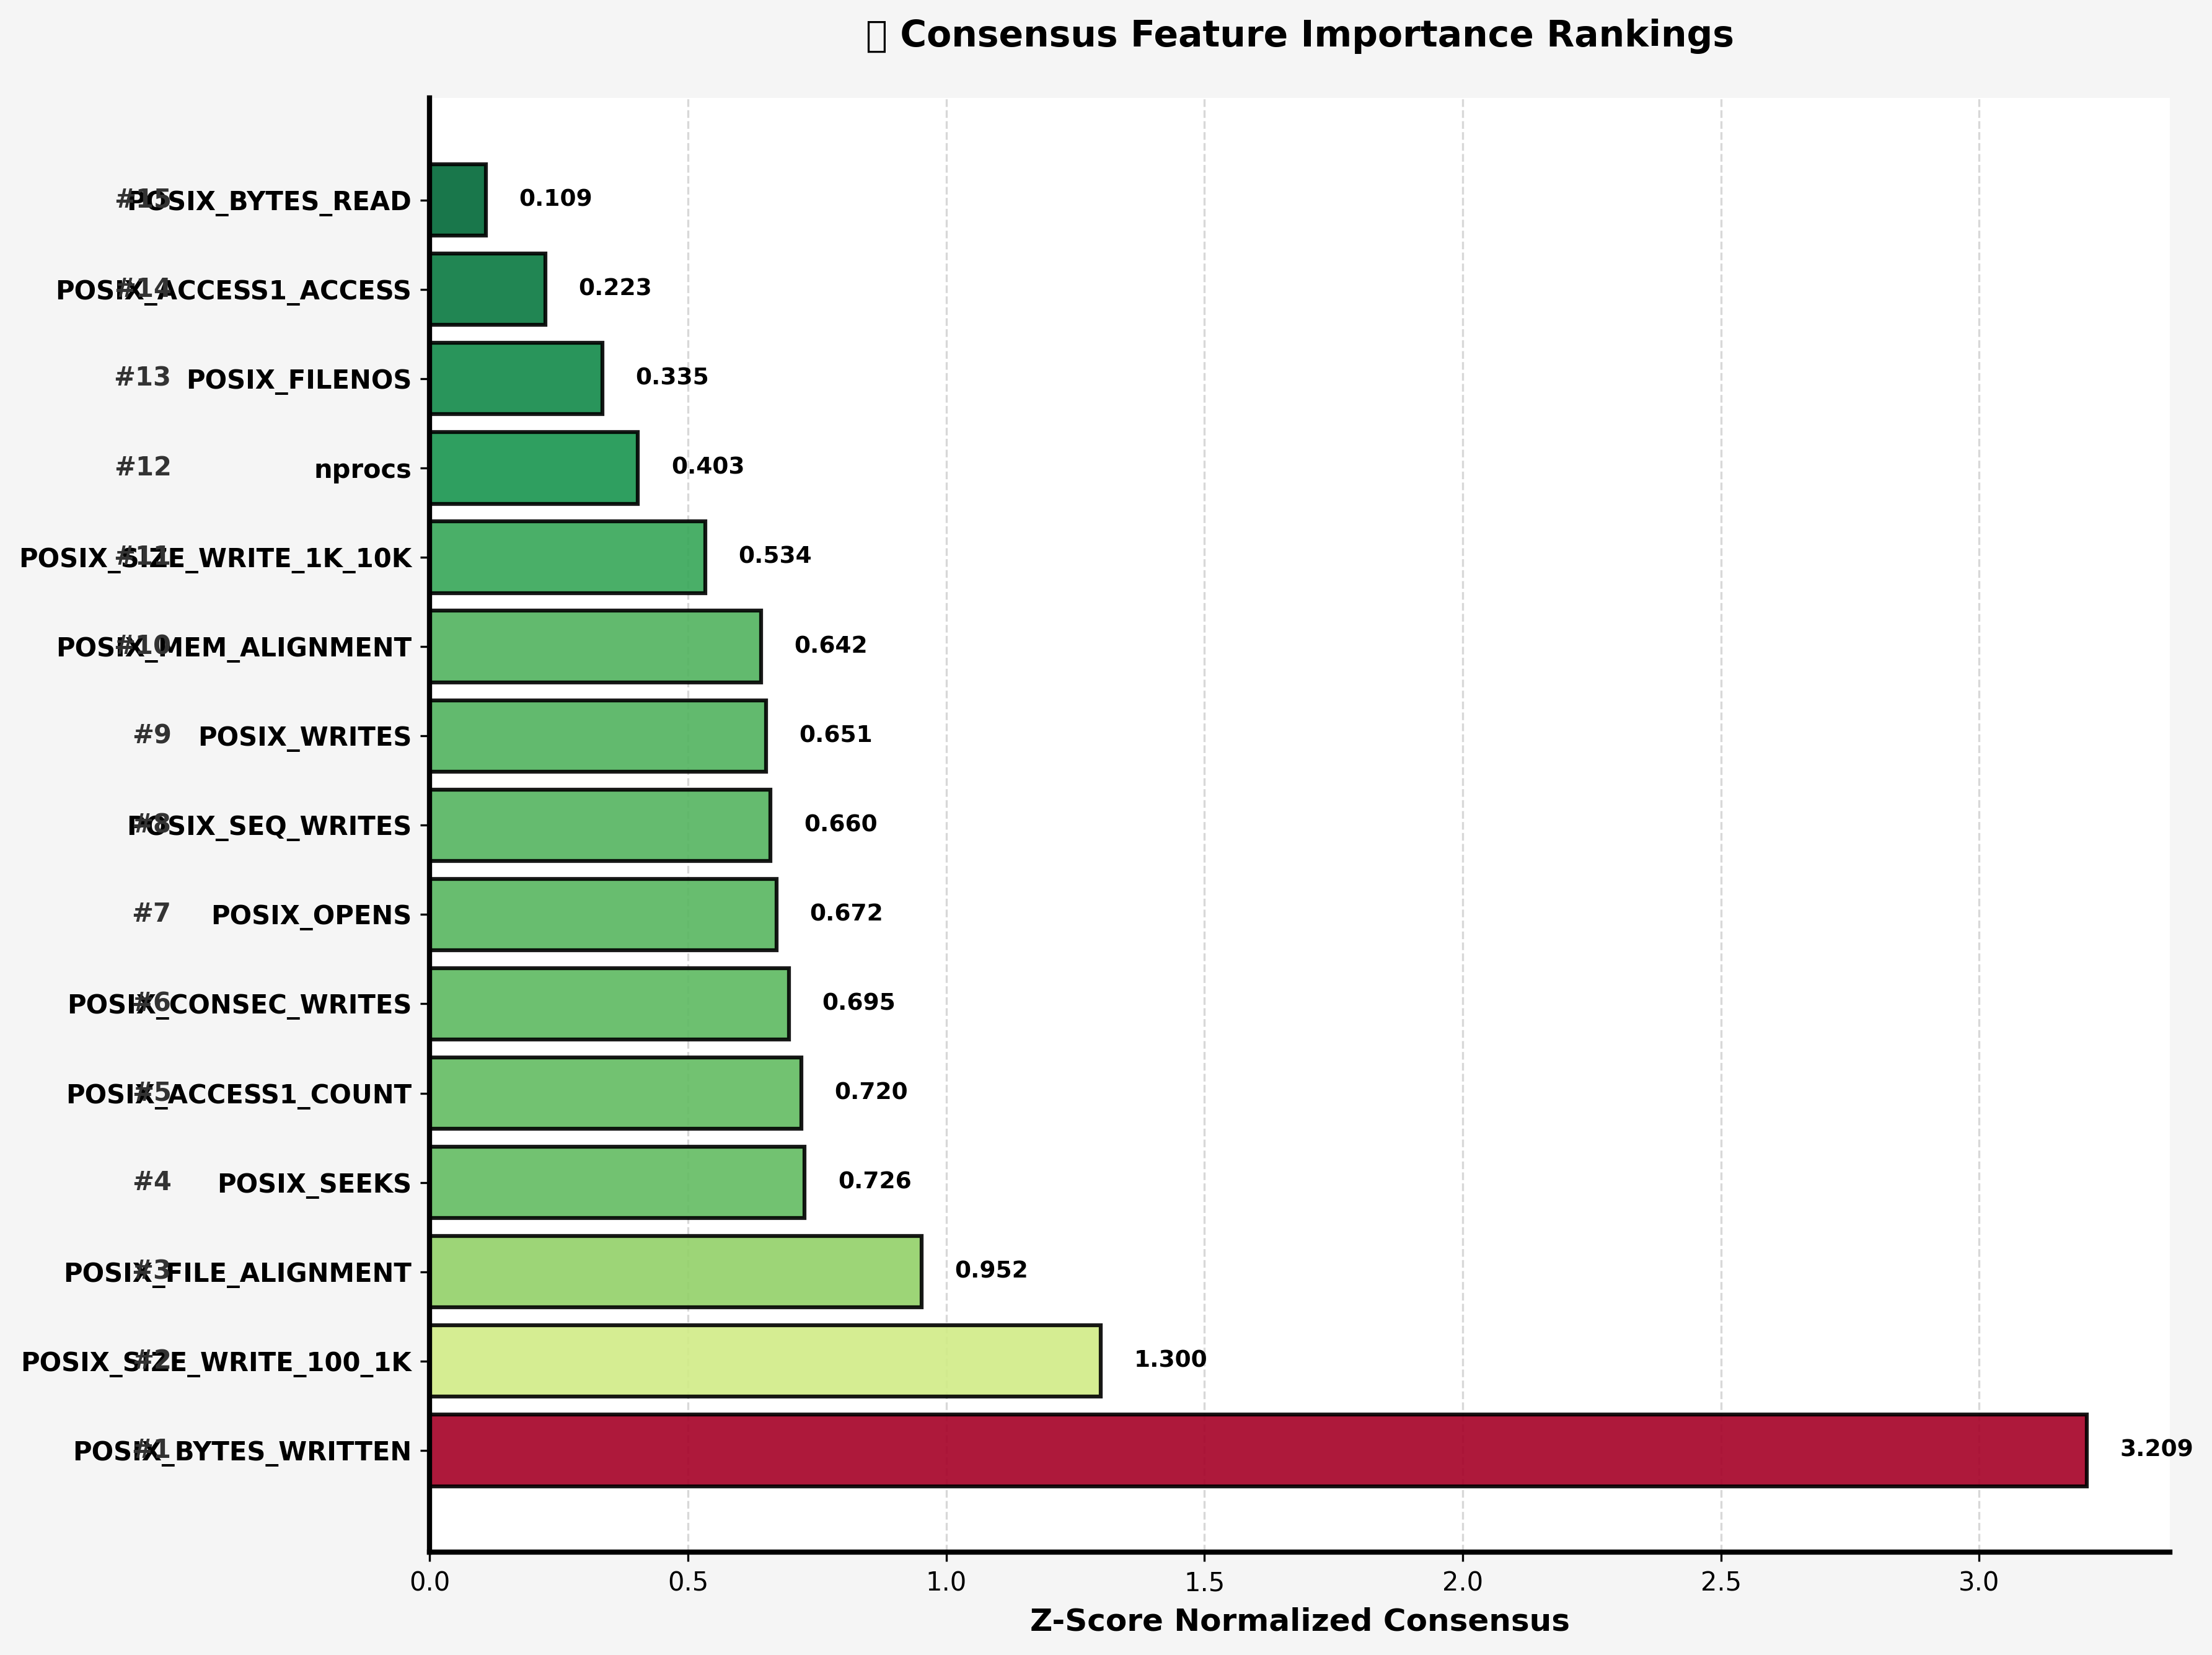 Consensus Feature Importance Rankings
#15 POSIX_BYTES_READ 0.109
#14 POSIX_ACCESS1_ACCESS 0.223
#13 POSIX_FILENOS 0.335
#12 nprocs 0.403
#11 POSIX_SIZE_WRITE_1K_10K 0.534
#10 POSIX_MEM_ALIGNMENT 0.642
#9 POSIX_WRITES 0.651
#8 POSIX_SEQ_WRITES 0.660
#7 POSIX_OPENS 0.672
#6 POSIX_CONSEC_WRITES 0.695
#5 POSIX_ACCESS1_COUNT 0.720
#4 POSIX_SEEKS 0.726
#3 POSIX_FILE_ALIGNMENT 0.952
#2 POSIX_SIZE_WRITE_100_1K 1.300
#1 POSIX_BYTES_WRITTEN 3.209
0.0 0.5 1.0 1.5 2.0 2.5 3.0
Z-Score Normalized Consensus